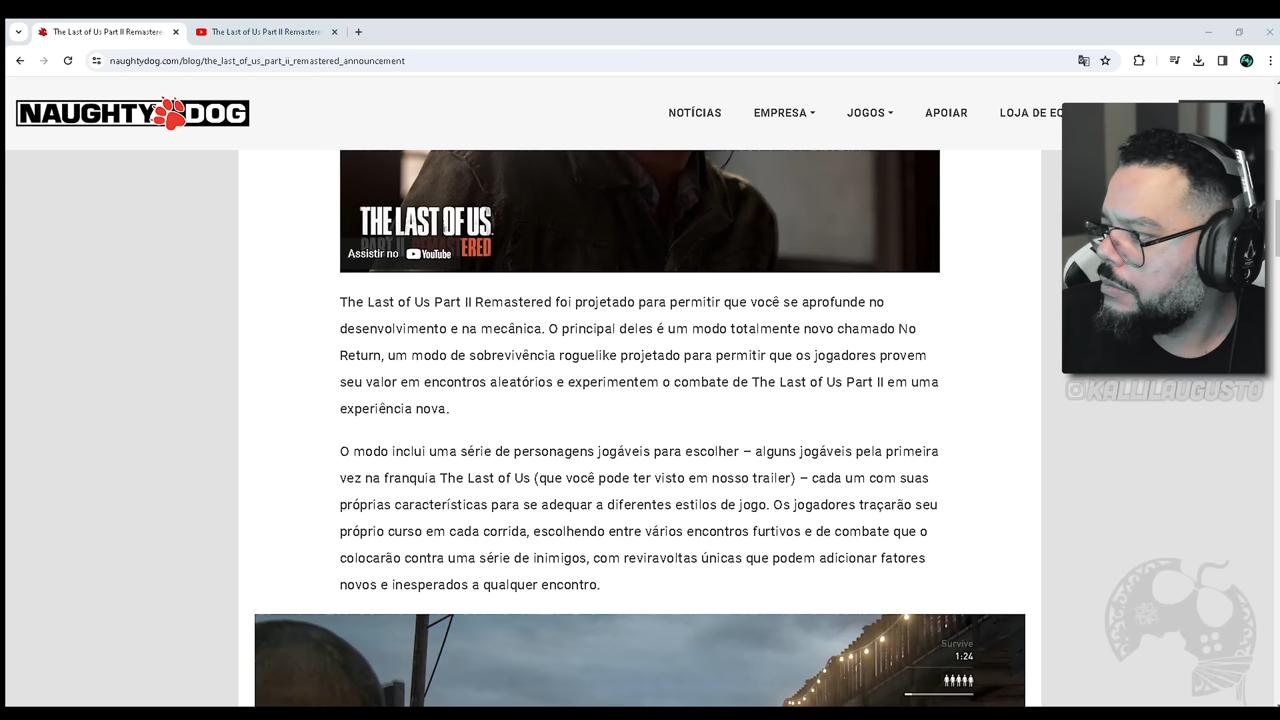 The Last of Us Part II Remastere
The Last of Us Part II Remastere
naughtydog.com/blog/the_last_of_us_part_ii_remastered_announcement
NAUGHTY DOG
NOTÍCIAS
EMPRESA
JOGOS
APOIAR
LOJA DE EQ
THE LAST OF US
PART II REMASTERED
Assistir no YouTube
The Last of Us Part II Remastered foi projetado para permitir que você se aprofunde no
desenvolvimento e na mecânica. O principal deles é um modo totalmente novo chamado No
Return, um modo de sobrevivência roguelike projetado para permitir que os jogadores provem
seu valor em encontros aleatórios e experimentem o combate de The Last of Us Part II em uma
experiência nova.
O modo inclui uma série de personagens jogáveis para escolher – alguns jogáveis pela primeira
vez na franquia The Last of Us (que você pode ter visto em nosso trailer) – cada um com suas
próprias características para se adequar a diferentes estilos de jogo. Os jogadores traçarão seu
próprio curso em cada corrida, escolhendo entre vários encontros furtivos e de combate que o
colocarão contra uma série de inimigos, com reviravoltas únicas que podem adicionar fatores
novos e inesperados a qualquer encontro.
@KALLILAUGUSTO
Survive
1:24